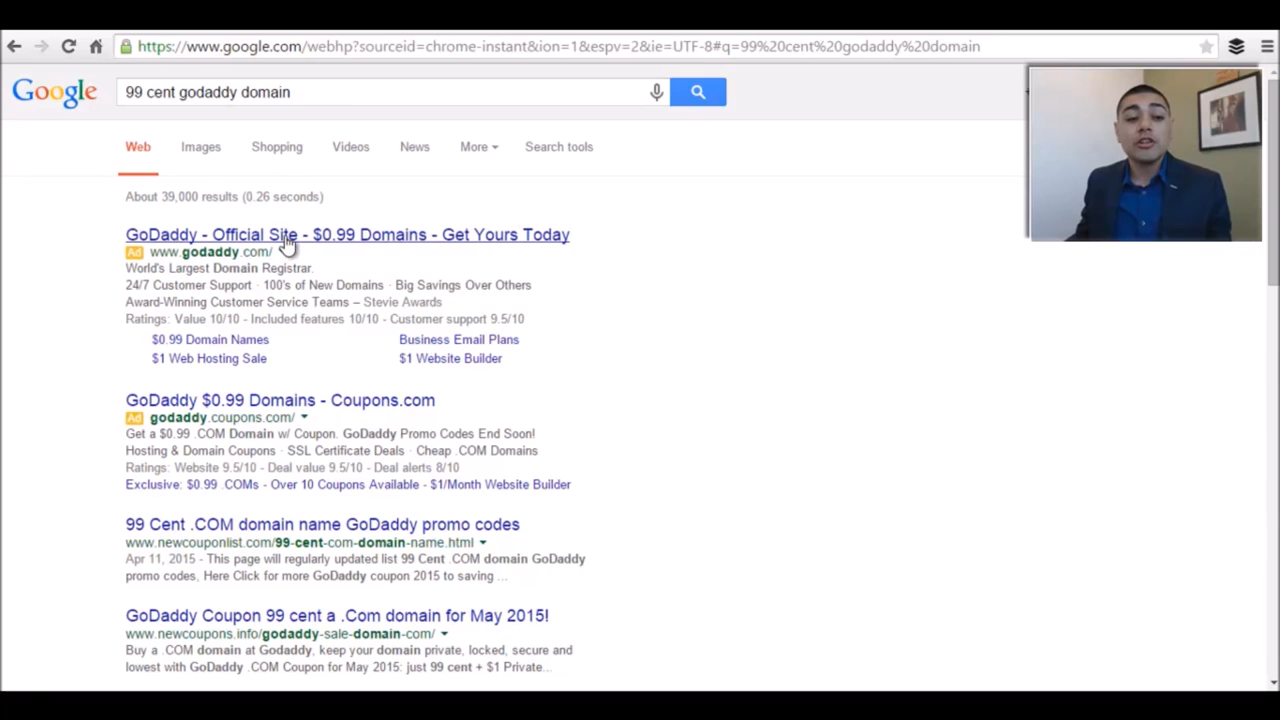 https://www.google.com/webhp?sourceid=chrome-instant&ion=1&espv=2&ie=UTF-8#q=99%20cent%20godaddy%20domain
Google
99 cent godaddy domain
Web Images Shopping Videos News More Search tools
About 39,000 results (0.26 seconds)
GoDaddy - Official Site - $0.99 Domains - Get Yours Today
Ad www.godaddy.com/
World's Largest Domain Registrar.
24/7 Customer Support · 100's of New Domains · Big Savings Over Others
Award-Winning Customer Service Teams – Stevie Awards
Ratings: Value 10/10 - Included features 10/10 - Customer support 9.5/10
$0.99 Domain Names Business Email Plans
$1 Web Hosting Sale $1 Website Builder
GoDaddy $0.99 Domains - Coupons.com
Ad godaddy.coupons.com/
Get a $0.99 .COM Domain w/ Coupon. GoDaddy Promo Codes End Soon!
Hosting & Domain Coupons · SSL Certificate Deals · Cheap .COM Domains
Ratings: Website 9.5/10 - Deal value 9.5/10 - Deal alerts 8/10
Exclusive: $0.99 .COMs - Over 10 Coupons Available - $1/Month Website Builder
99 Cent .COM domain name GoDaddy promo codes
www.newcouponlist.com/99-cent-com-domain-name.html
Apr 11, 2015 - This page will regularly updated list 99 Cent .COM domain GoDaddy
promo codes, Here Click for more GoDaddy coupon 2015 to saving ...
GoDaddy Coupon 99 cent a .Com domain for May 2015!
www.newcoupons.info/godaddy-sale-domain-com/
Buy a .COM domain at Godaddy, keep your domain private, locked, secure and
lowest with GoDaddy .COM Coupon for May 2015: just 99 cent + $1 Private...